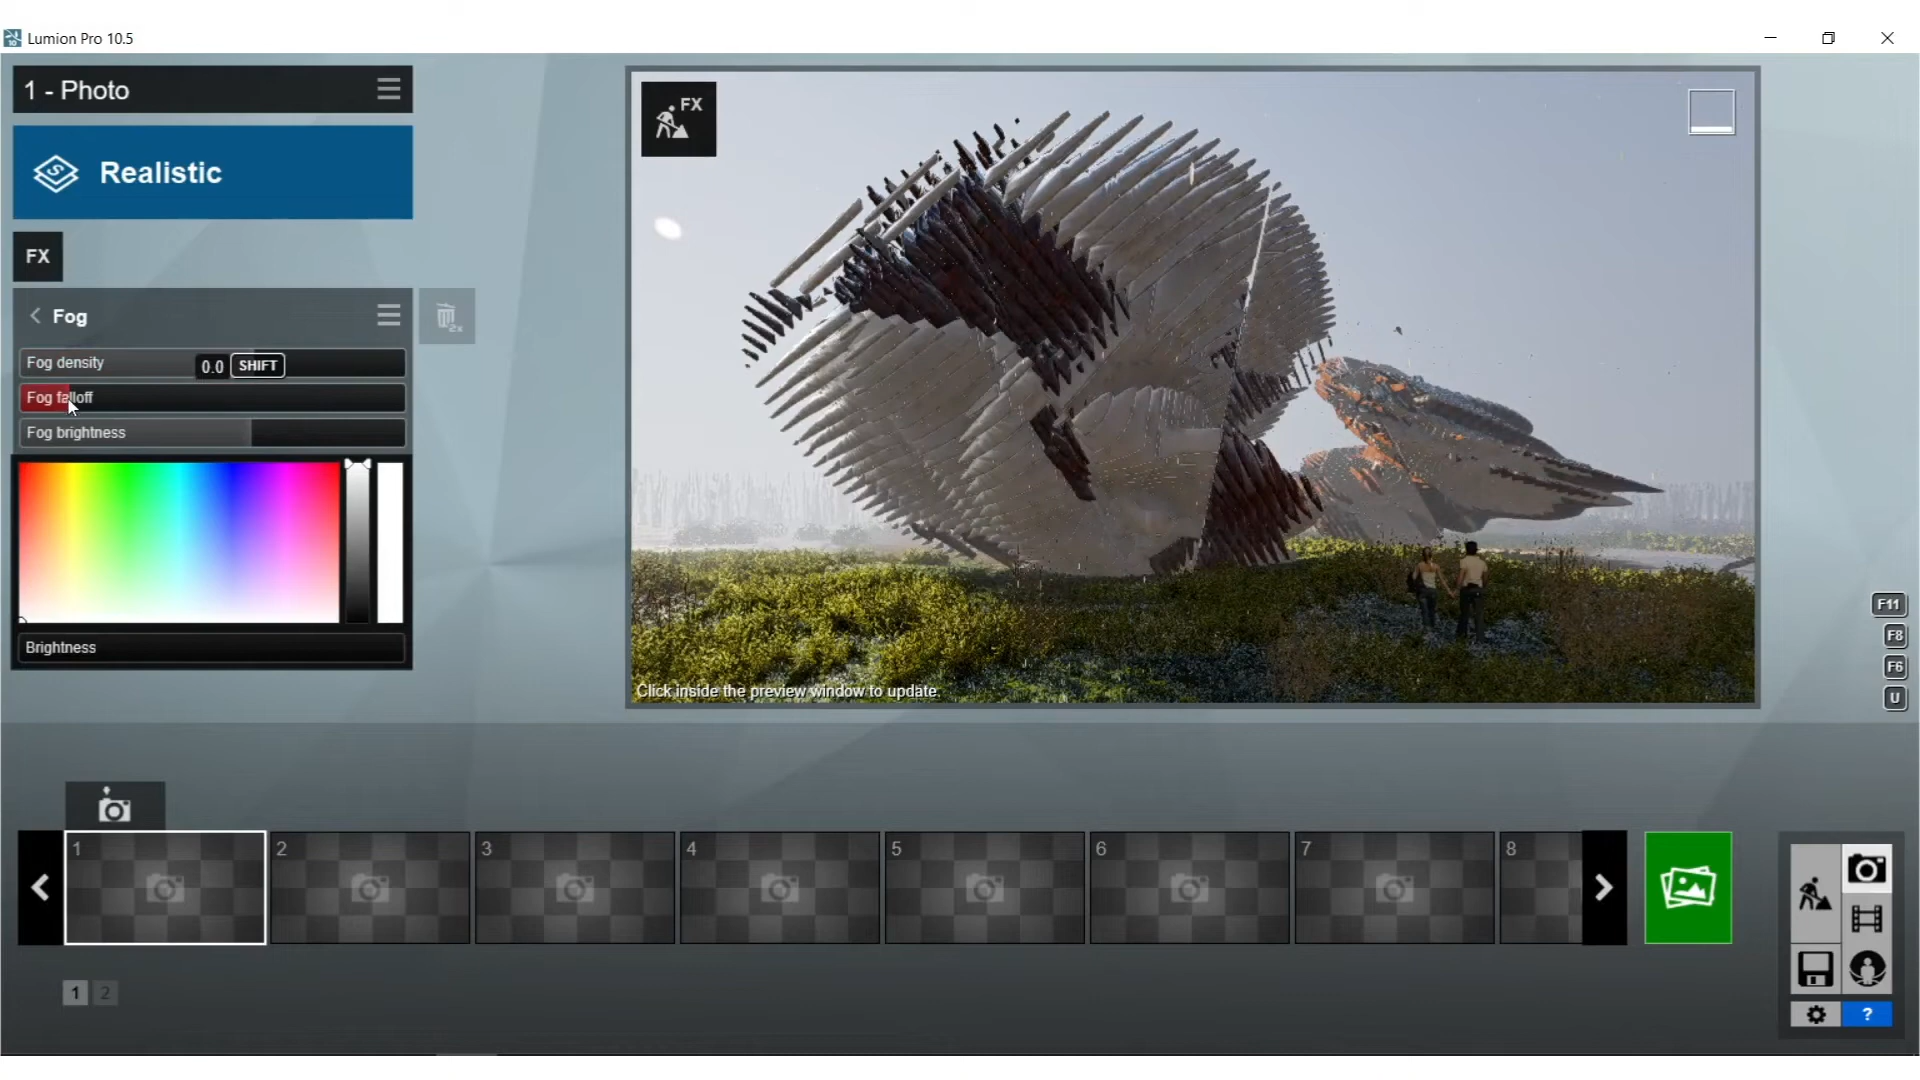 Lumion Pro 10.5
1 - Photo
Realistic
FX
Fog
2x
Fog density
0.0
SHIFT
Fog falloff
Fog brightness
Brightness
FX
Click inside the preview window to update.
F11
F8
F6
U
1
2
3
4
5
6
7
8
1 2
?